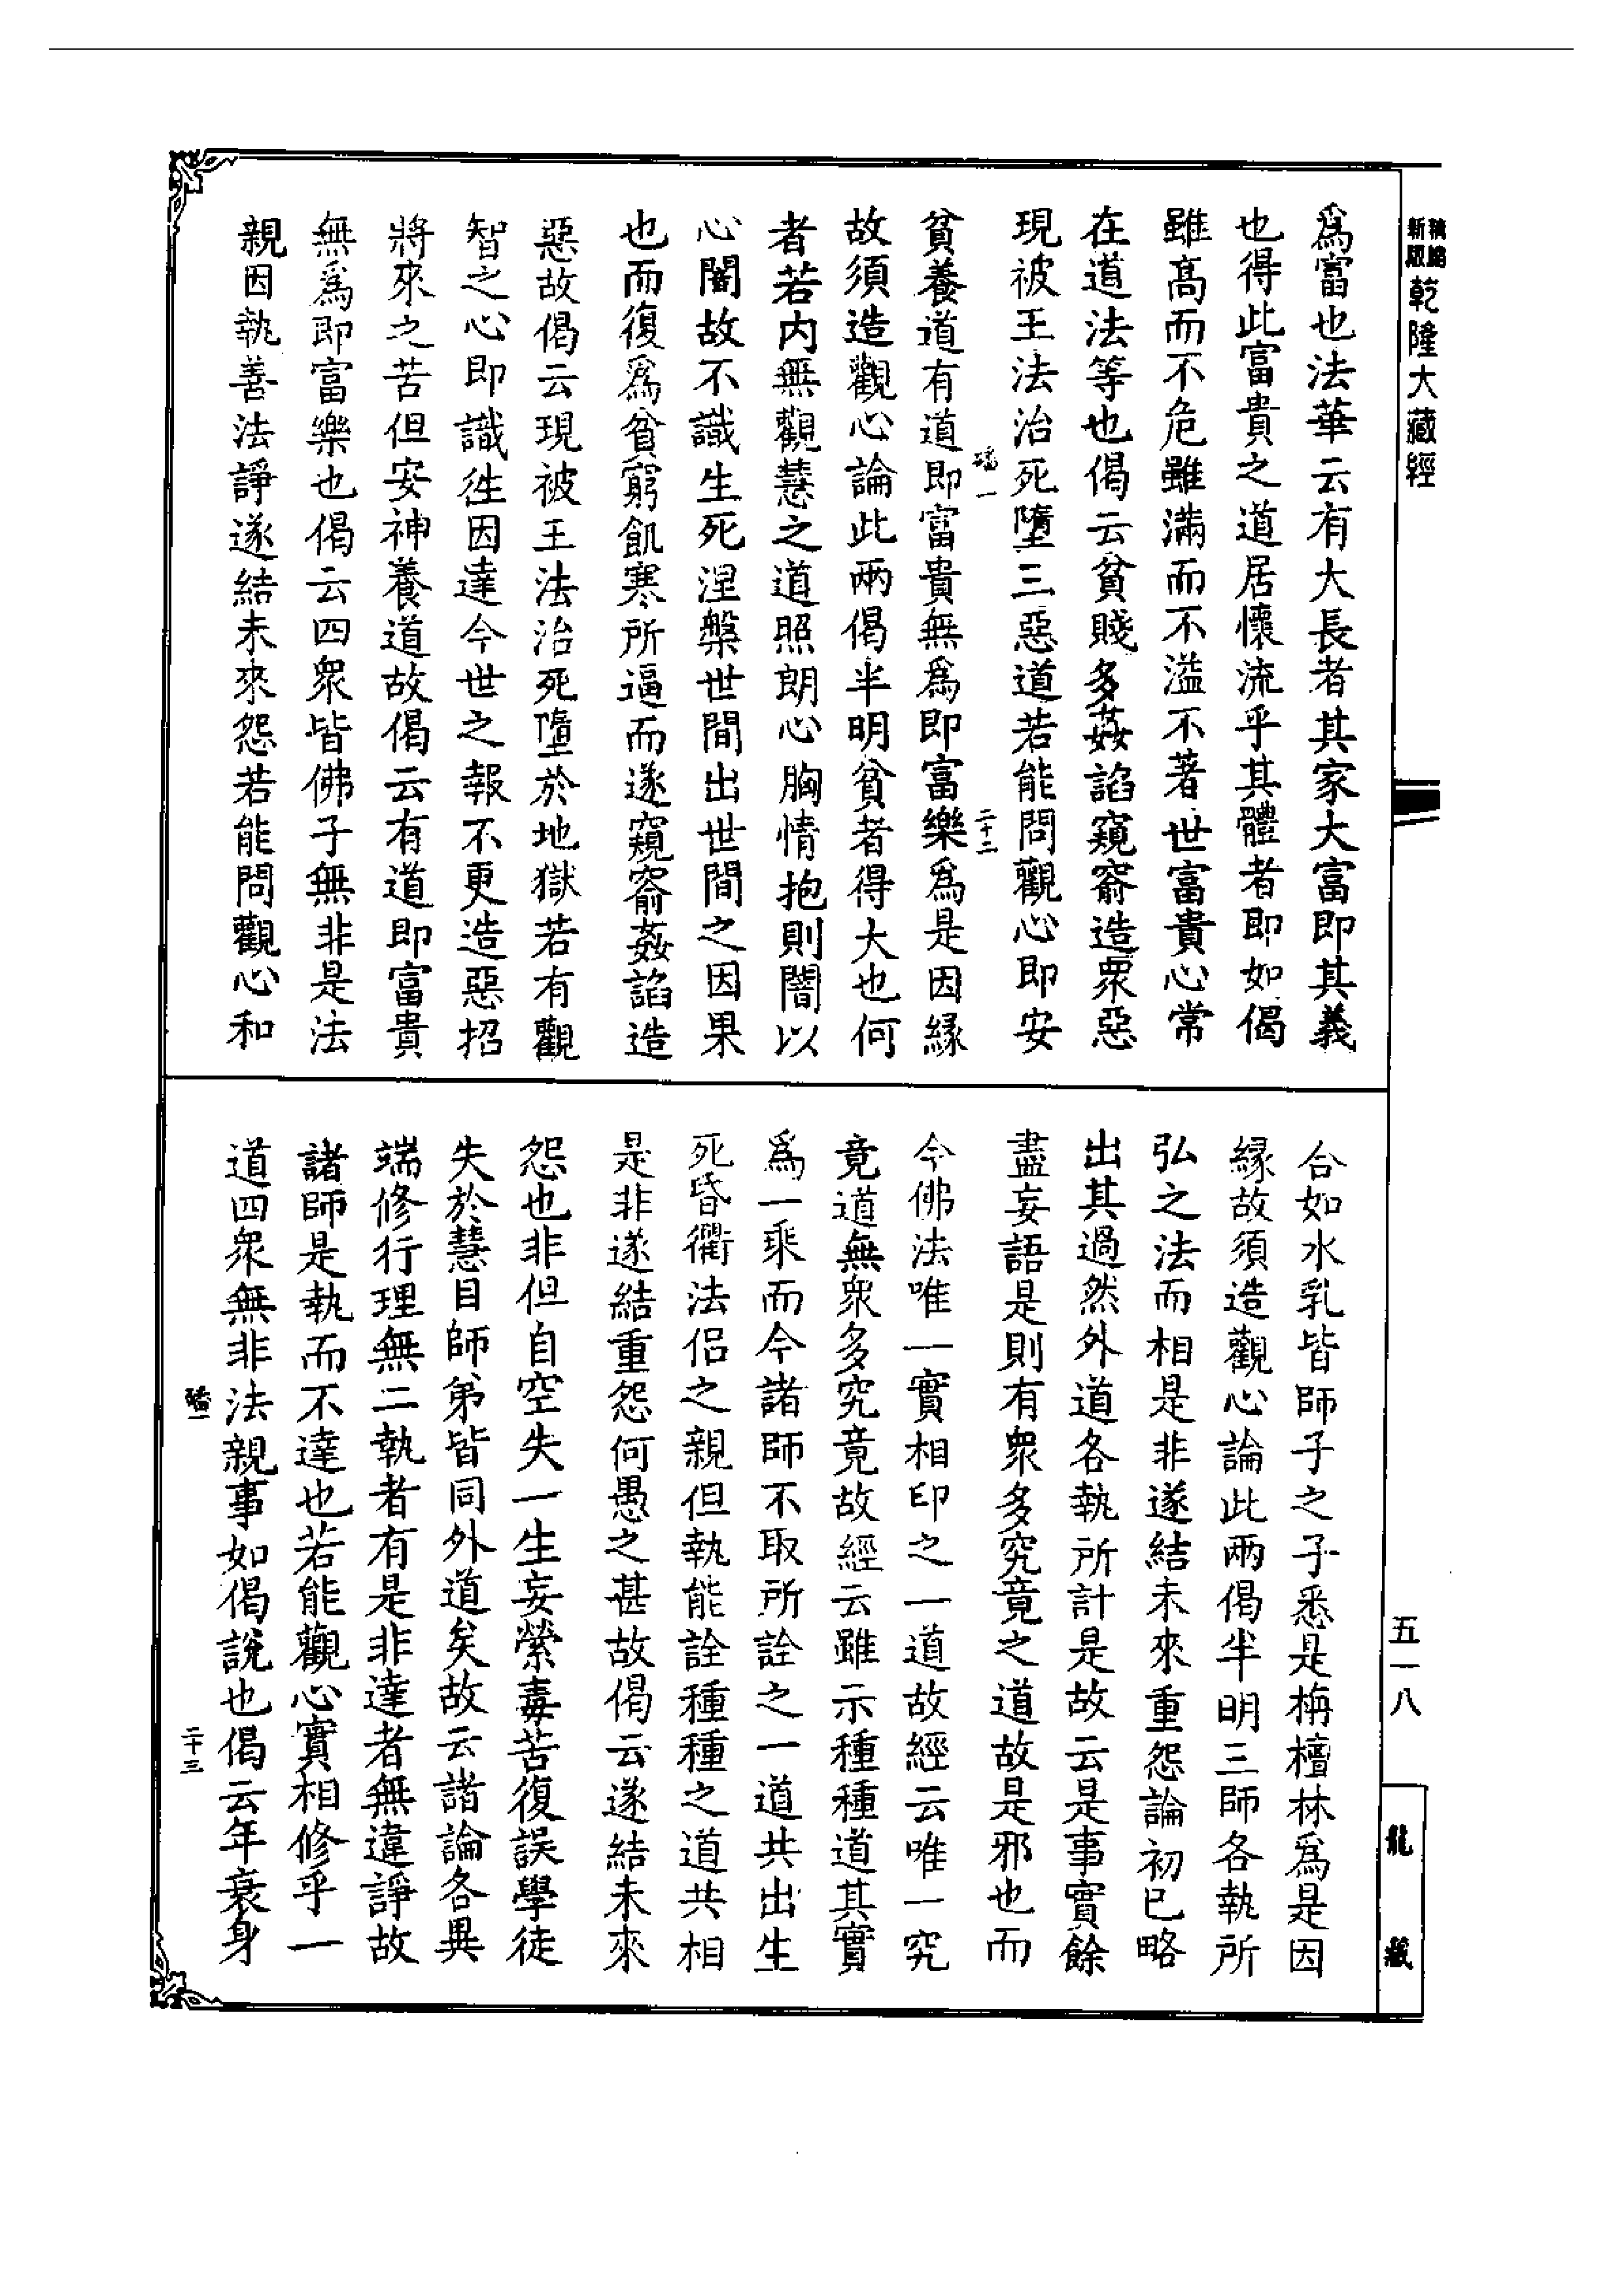 乾隆大藏經
為富也法華云有大長者其家大富即其義
也得此富貴之道居懷流乎其體者即如偈
雖高而不危雖滿而不溢不著世富貴心常
在道法等也偈云貧賤多姦諂窺窬造眾惡
現被王法治死墮三惡道若能問觀心即安
二十二
貧養道有道即富貴無為即富樂為是因緣
故須造觀心論此兩偈半明貧者得大也何
者若內無觀慧之道照朗心胸情抱則闇以
心闇故不識生死涅槃世間出世間之因果
也而復為貧窮飢寒所逼而遂窺窬姦諂造
惡故偈云現被王法治死墮於地獄若有觀
智之心即識往因達今世之報不更造惡招
將來之苦但安神養道故偈云有道即富貴
無為即富樂也偈云四眾皆佛子無非是法
親因執善法諍遂結未來怨若能問觀心和
合如水乳皆師子之子悉是栴檀林為是因
緣故須造觀心論此兩偈半明三師各執所
弘之法而相是非遂結未來重怨論初已略
出其過然外道各執所計是故云是事實餘
盡妄語是則有眾多究竟之道故是邪也而
今佛法唯一實相印之一道故經云唯一究
竟道無眾多究竟故經云雖示種種道其實
為一乘而今諸師不取所詮之一道共出生
死昏衢法侶之親但執能詮種種之道共相
是非遂結重怨何愚之甚故偈云遂結未來
怨也非但自空失一生妄縈毒苦復誤學徒
失於慧目師弟皆同外道矣故云諸論各異
端修行理無二執者有是非達者無違諍故
諸師是執而不達也若能觀心實相修乎一
道四眾無非法親事如偈說也偈云年衰身
二十三
五一八
龍藏